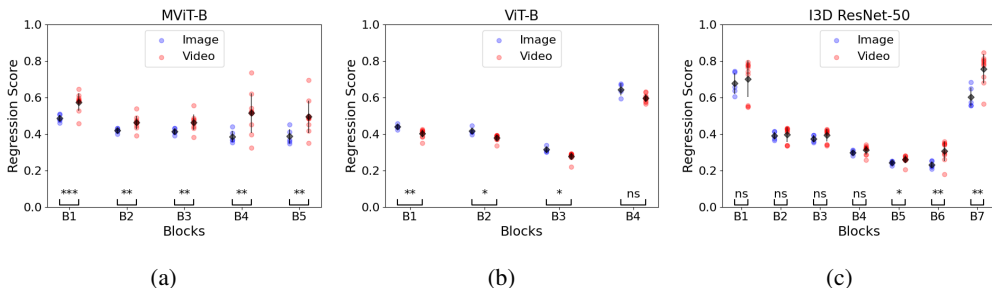 MViT-B
Regression Score
1.0
0.8
0.6
0.4
0.2
0.0
Image
Video
*** ** ** ** **
B1 B2 B3 B4 B5
Blocks
(a)
ViT-B
Regression Score
1.0
0.8
0.6
0.4
0.2
0.0
Image
Video
** * * ns
B1 B2 B3 B4
Blocks
(b)
I3D ResNet-50
Regression Score
1.0
0.8
0.6
0.4
0.2
0.0
Image
Video
ns ns ns ns * ** **
B1 B2 B3 B4 B5 B6 B7
Blocks
(c)